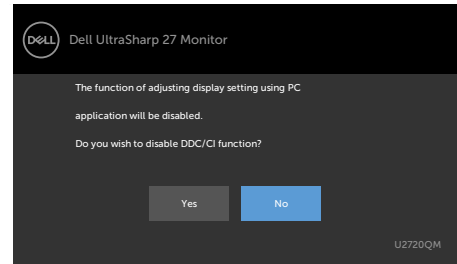 DELL Dell UltraSharp 27 Monitor
The function of adjusting display setting using PC
application will be disabled.
Do you wish to disable DDC/CI function?
Yes No
U2720QM